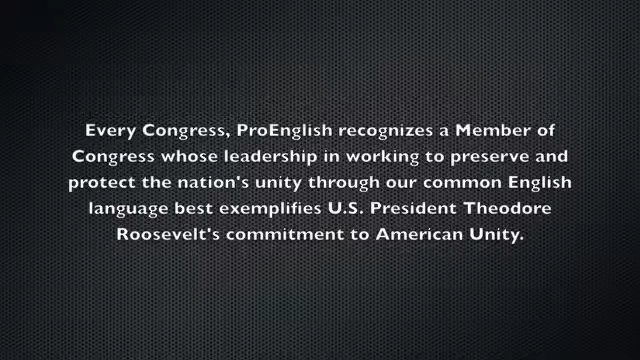 Every Congress, ProEnglish recognizes a Member of
Congress whose leadership in working to preserve and
protect the nation's unity through our common English
language best exemplifies U.S. President Theodore
Roosevelt's commitment to American Unity.